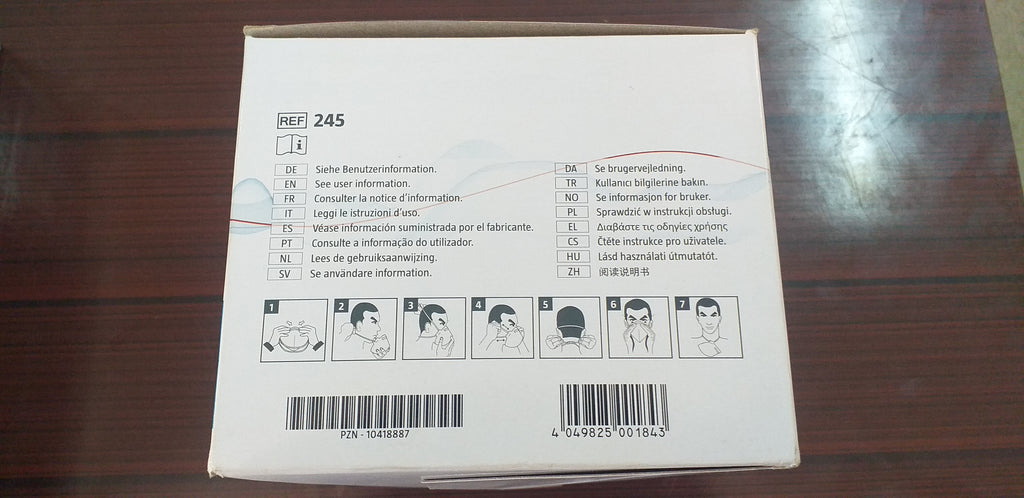 REF 245
i
DE Siehe Benutzerinformation.
EN See user information.
FR Consulter la notice d'information.
IT Leggi le istruzioni d'uso.
ES Véase información suministrada por el fabricante.
PT Consulte a informação do utilizador.
NL Lees de gebruiksaanwijzing.
SV Se användare information.
DA Se brugervejledning.
TR Kullanıcı bilgilerine bakın.
NO Se informasjon for bruker.
PL Sprawdzić w instrukcji obsługi.
EL Διαβάστε τις οδηγίες χρήσης
CS Čtěte instrukce pro uživatele.
HU Lásd használati útmutatót.
ZH 阅读说明书
1 2 3 4 5 6 7
PZN - 10418887
4 049825 001843